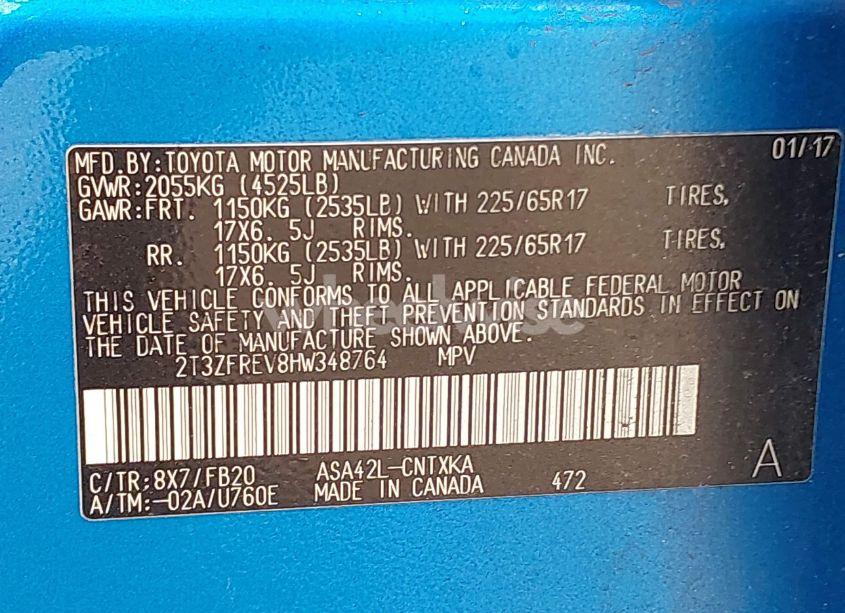 MFD.BY:TOYOTA MOTOR MANUFACTURING CANADA INC. 01/17
GVWR:2055KG (4525LB)
GAWR:FRT. 1150KG (2535LB) WITH 225/65R17 TIRES,
17X6.5J RIMS.
RR. 1150KG (2535LB) WITH 225/65R17 TIRES,
17X6.5J RIMS.
THIS VEHICLE CONFORMS TO ALL APPLICABLE FEDERAL MOTOR
VEHICLE SAFETY AND THEFT PREVENTION STANDARDS IN EFFECT ON
THE DATE OF MANUFACTURE SHOWN ABOVE.
2T3ZFREV8HW348764 MPV
C/TR:8X7/FB20 ASA42L-CNTXKA A
A/TM:-02A/U760E MADE IN CANADA 472